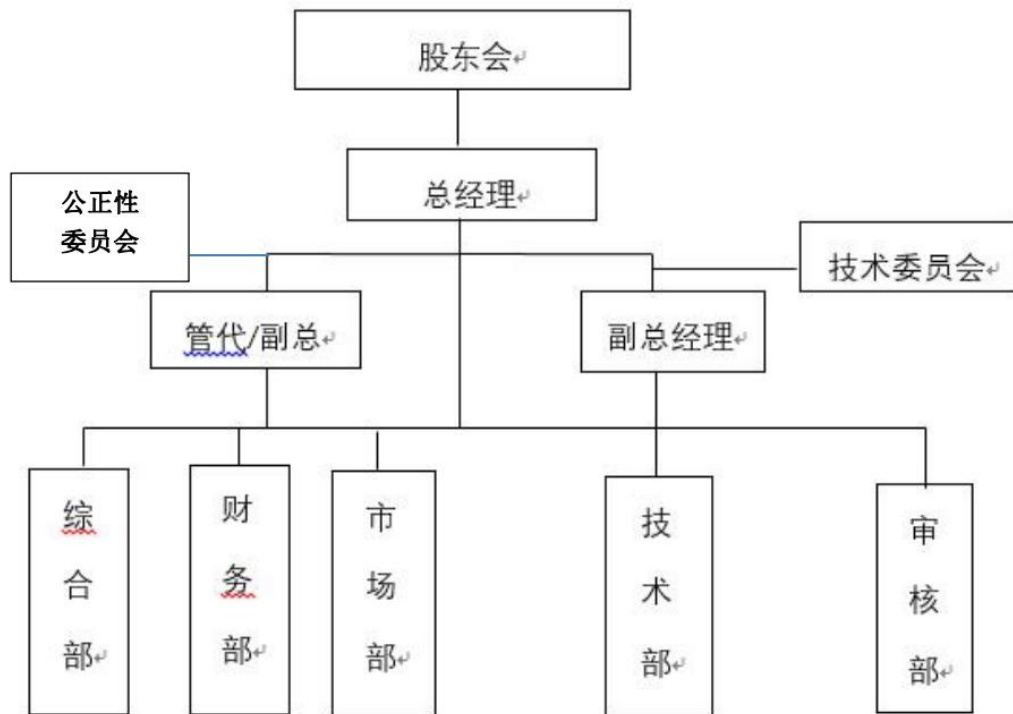 股东会
总经理
公正性
委员会
技术委员会
管代/副总
副总经理
综合部
财务部
市场部
技术部
审核部